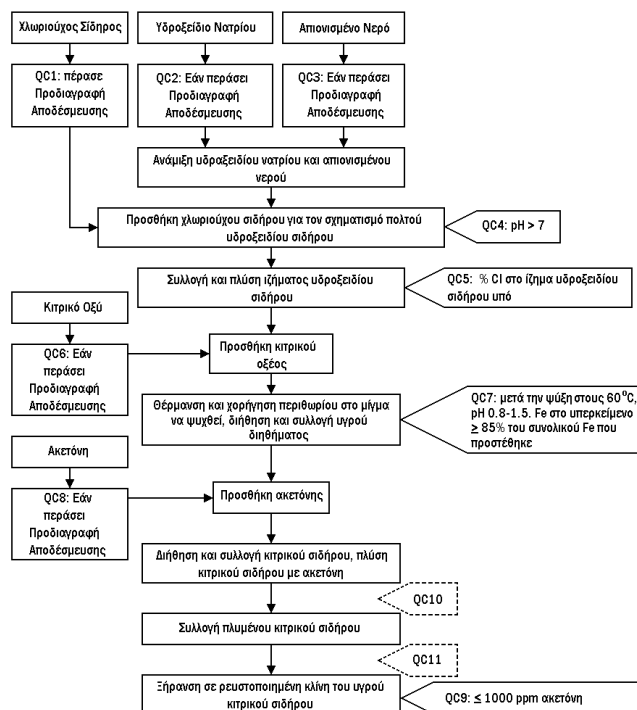 Χλωριούχος Σίδηρος
Υδροξείδιο Νατρίου
Απιονισμένο Νερό
QC1: πέρασε
Προδιαγραφή
Αποδέσμευσης
QC2: Εάν
περάσει
Προδιαγραφή
Αποδέσμευσης
QC3: Εάν
περάσει
Προδιαγραφή
Αποδέσμευσης
Ανάμιξη υδραξειδίου νατρίου και απιονισμένου
νερού
Προσθήκη χλωριούχου σιδήρου για τον σχηματισμό πολτού
υδροξειδίου σιδήρου
QC4: pH > 7
Συλλογή και πλύση ιζήματος υδροξειδίου
σιδήρου
QC5: % Cl στο ίζημα υδροξειδίου
σιδήρου υπό
Κιτρικό Οξύ
QC6: Εάν
περάσει
Προδιαγραφή
Αποδέσμευσης
Προσθήκη κιτρικού
οξέος
Θέρμανση και χορήγηση περιθωρίου στο μίγμα
να ψυχθεί, διήθηση και συλλογή υγρού
διηθήματος
QC7: μετά την ψύξη στους 60°C,
pH 0.8-1.5. Fe στο υπερκείμενο
≥ 85% του συνολικού Fe που
προστέθηκε
Ακετόνη
QC8: Εάν
περάσει
Προδιαγραφή
Αποδέσμευσης
Προσθήκη ακετόνης
Διήθηση και συλλογή κιτρικού σιδήρου, πλύση
κιτρικού σιδήρου με ακετόνη
QC10
Συλλογή πλυμένου κιτρικού σιδήρου
QC11
Ξήρανση σε ρευστοποιημένη κλίνη του υγρού
κιτρικού σιδήρου
QC9: ≤ 1000 ppm ακετόνη